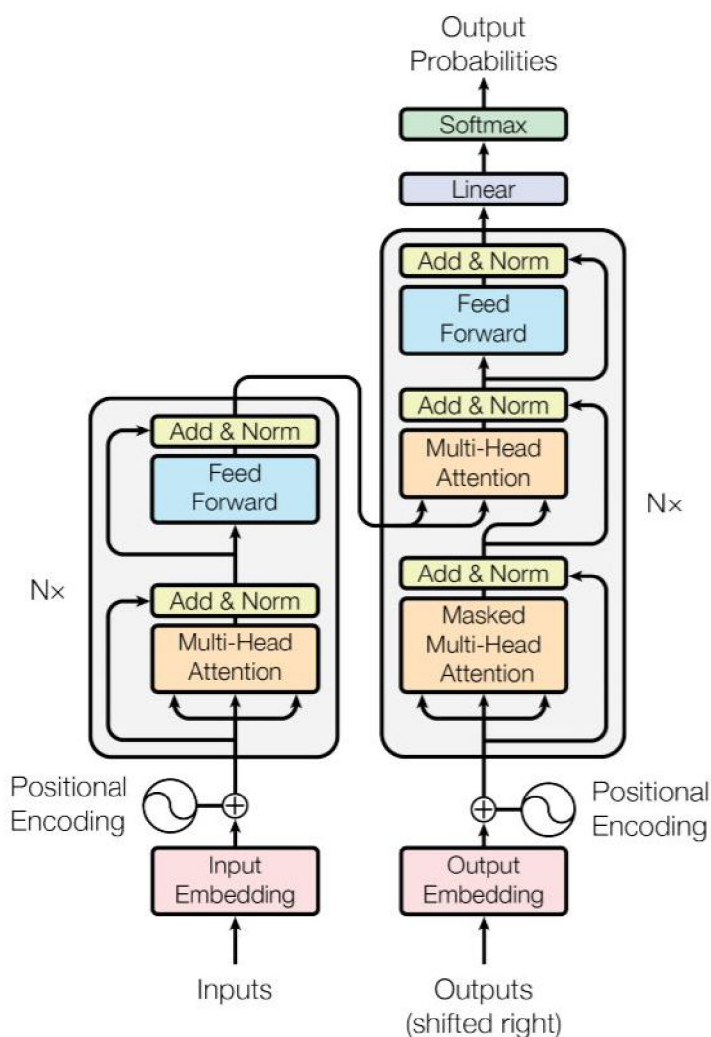 Output
Probabilities
Softmax
Linear
Add & Norm
Feed
Forward
Add & Norm
Multi-Head
Attention
Add & Norm
Masked
Multi-Head
Attention
Nx
Add & Norm
Feed
Forward
Add & Norm
Multi-Head
Attention
Nx
Positional
Encoding
Positional
Encoding
Input
Embedding
Output
Embedding
Inputs
Outputs
(shifted right)